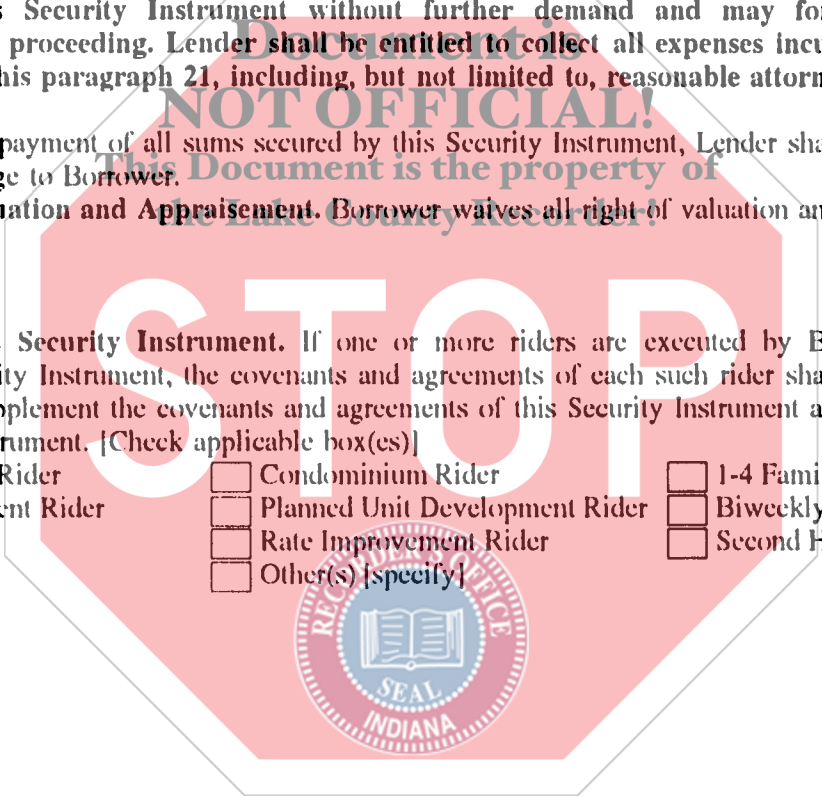 s Security Instrument without further demand and may fo
Document is
proceeding. Lender shall be entitled to collect all expenses incu
his paragraph 21, including, but not limited to, reasonable attorn
NOT OFFICIAL!
payment of all sums secured by this Security Instrument, Lender sha
This Document is the property of
ge to Borrower.
uation and Appraisement. Borrower waives all right of valuation an
the Lake County Recorder!
STOP
Security Instrument. If one or more riders are executed by B
ity Instrument, the covenants and agreements of each such rider sha
pplement the covenants and agreements of this Security Instrument a
rument. [Check applicable box(es)]
Rider Condominium Rider 1-4 Fami
ent Rider Planned Unit Development Rider Biweekly
Rate Improvement Rider Second H
Other(s) [specify]
RECORDER'S OFFICE
SEAL
INDIANA